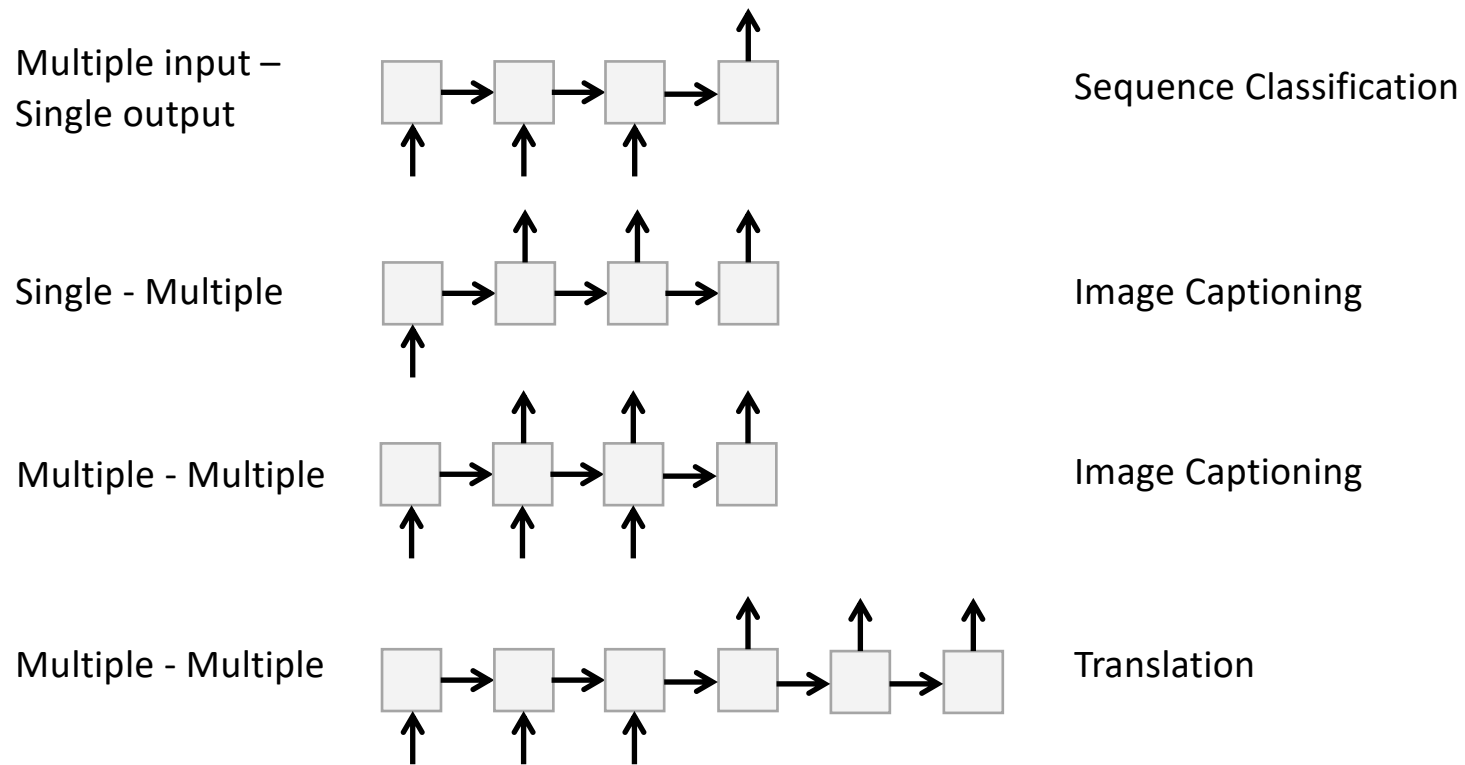 Multiple input –
Single output
Sequence Classification
Single - Multiple
Image Captioning
Multiple - Multiple
Image Captioning
Multiple - Multiple
Translation